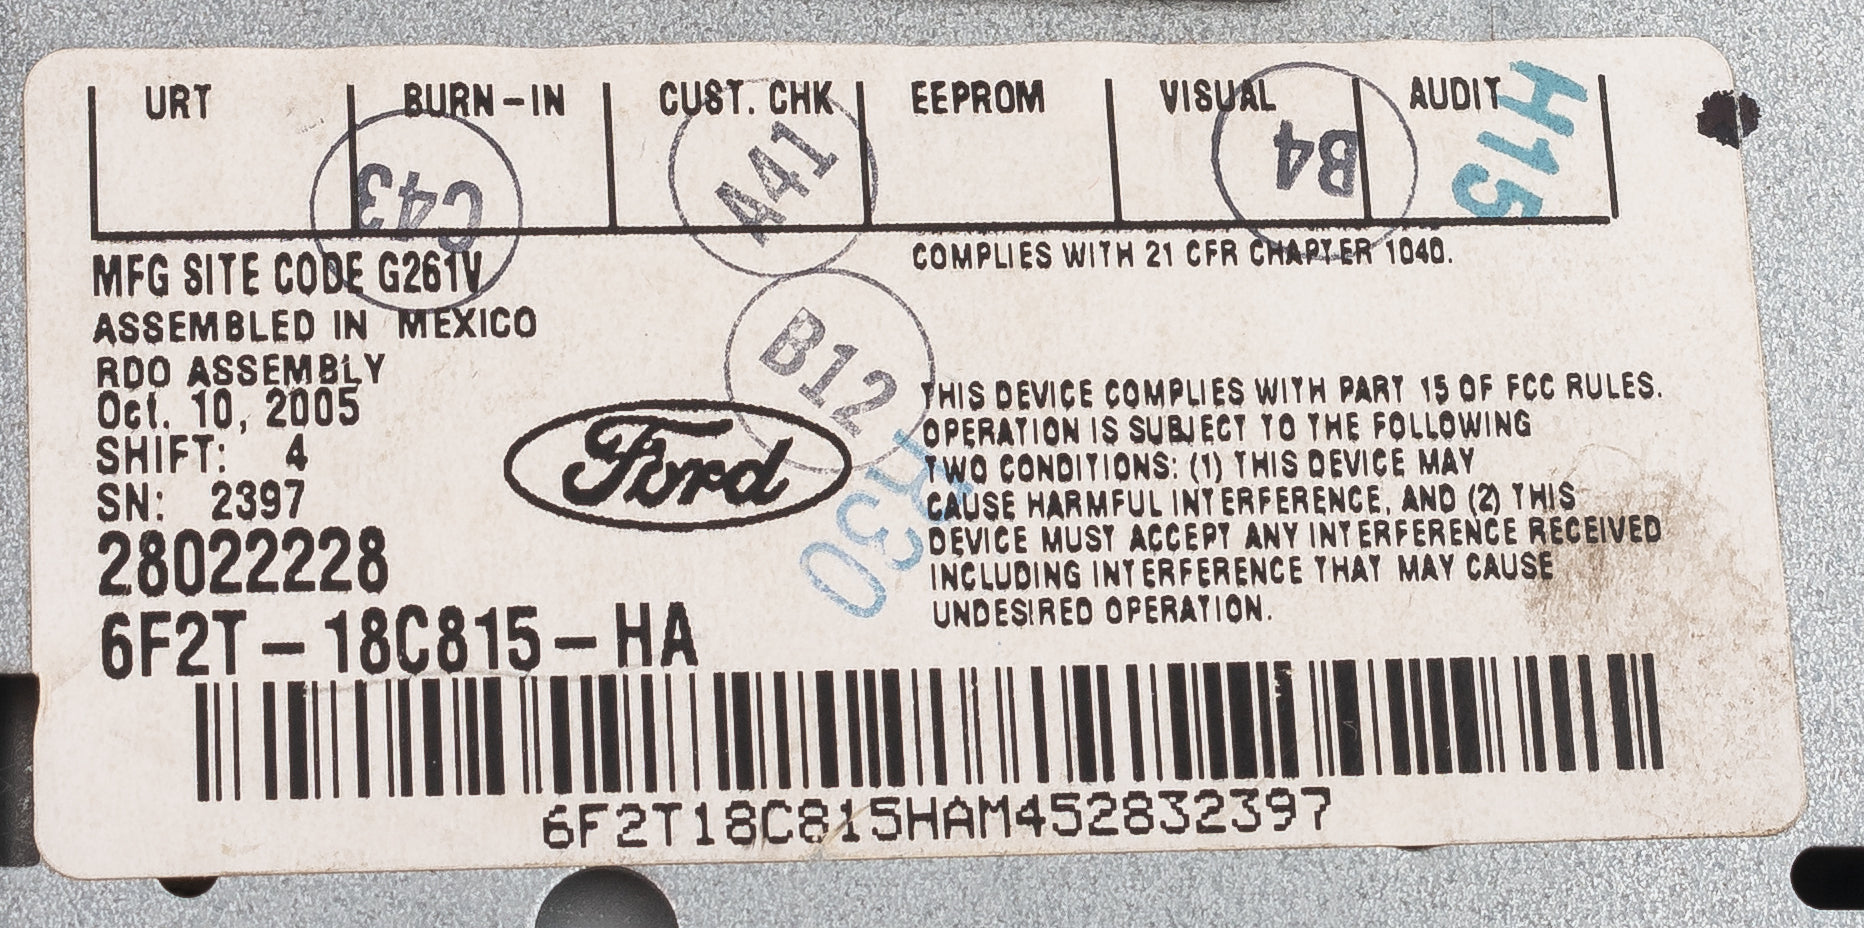 URT BURN-IN CUST. CHK EEPROM VISUAL AUDIT
C43 A41 B4 H15
MFG SITE CODE G261V
COMPLIES WITH 21 CFR CHAPTER 1040.
ASSEMBLED IN MEXICO
RDO ASSEMBLY
Oct. 10, 2005
SHIFT: 4
SN: 2397
28022228
6F2T-18C815-HA
B12
Ford
H30
THIS DEVICE COMPLIES WITH PART 15 OF FCC RULES.
OPERATION IS SUBJECT TO THE FOLLOWING
TWO CONDITIONS: (1) THIS DEVICE MAY
CAUSE HARMFUL INTERFERENCE, AND (2) THIS
DEVICE MUST ACCEPT ANY INTERFERENCE RECEIVED
INCLUDING INTERFERENCE THAT MAY CAUSE
UNDESIRED OPERATION.
6F2T18C815HAM452832397